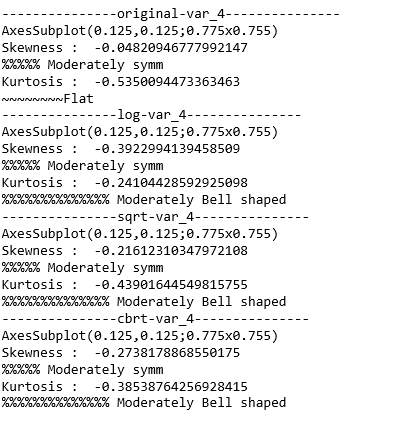 ---------------original-var_4---------------
AxesSubplot(0.125,0.125;0.775x0.755)
Skewness :  -0.04820946777992147
%%%%% Moderately symm
Kurtosis :  -0.5350094473363463
~~~~~~~~Flat
---------------log-var_4---------------
AxesSubplot(0.125,0.125;0.775x0.755)
Skewness :  -0.3922994139458509
%%%%% Moderately symm
Kurtosis :  -0.24104428592925098
%%%%%%%%%%%%%% Moderately Bell shaped
---------------sqrt-var_4---------------
AxesSubplot(0.125,0.125;0.775x0.755)
Skewness :  -0.21612310347972108
%%%%% Moderately symm
Kurtosis :  -0.43901644549815755
%%%%%%%%%%%%%% Moderately Bell shaped
---------------cbrt-var_4---------------
AxesSubplot(0.125,0.125;0.775x0.755)
Skewness :  -0.2738178868550175
%%%%% Moderately symm
Kurtosis :  -0.38538764256928415
%%%%%%%%%%%%%% Moderately Bell shaped